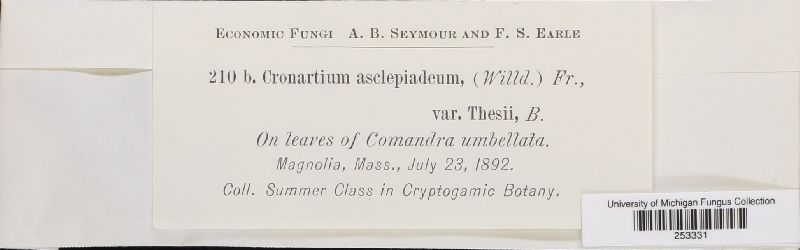 Economic Fungi A. B. Seymour and F. S. Earle
210 b. Cronartium asclepiadeum, (Willd.) Fr.,
var. Thesii, B.
On leaves of Comandra umbellata.
Magnolia, Mass., July 23, 1892.
Coll. Summer Class in Cryptogamic Botany.
University of Michigan Fungus Collection
253331